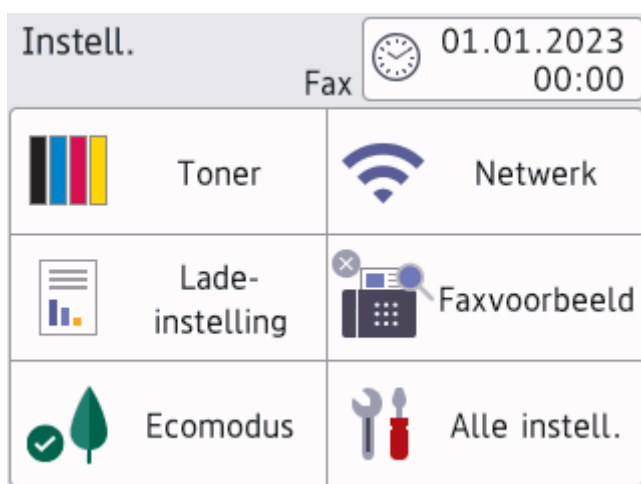 Instell.
Fax
01.01.2023
00:00
Toner
Netwerk
Lade-
instelling
Faxvoorbeeld
Ecomodus
Alle instell.